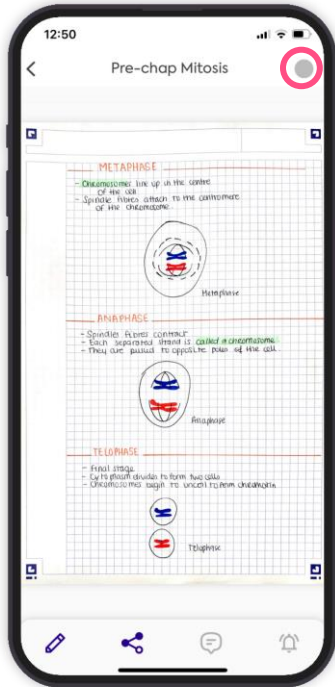 12:50
Pre-chap Mitosis
METAPHASE
- Chromosomes line up in the centre
of the cell
- Spindle fibres attach to the centromere
of the chromosome
Metaphase
ANAPHASE
- Spindles fibres contract
- Each separated strand is called a chromosome
- They are pulled to opposite poles of the cell
Anaphase
TELOPHASE
- Final stage
- Cytoplasm divides to form two cells
- Chromosomes begin to uncoil to form chromatin
Telophase